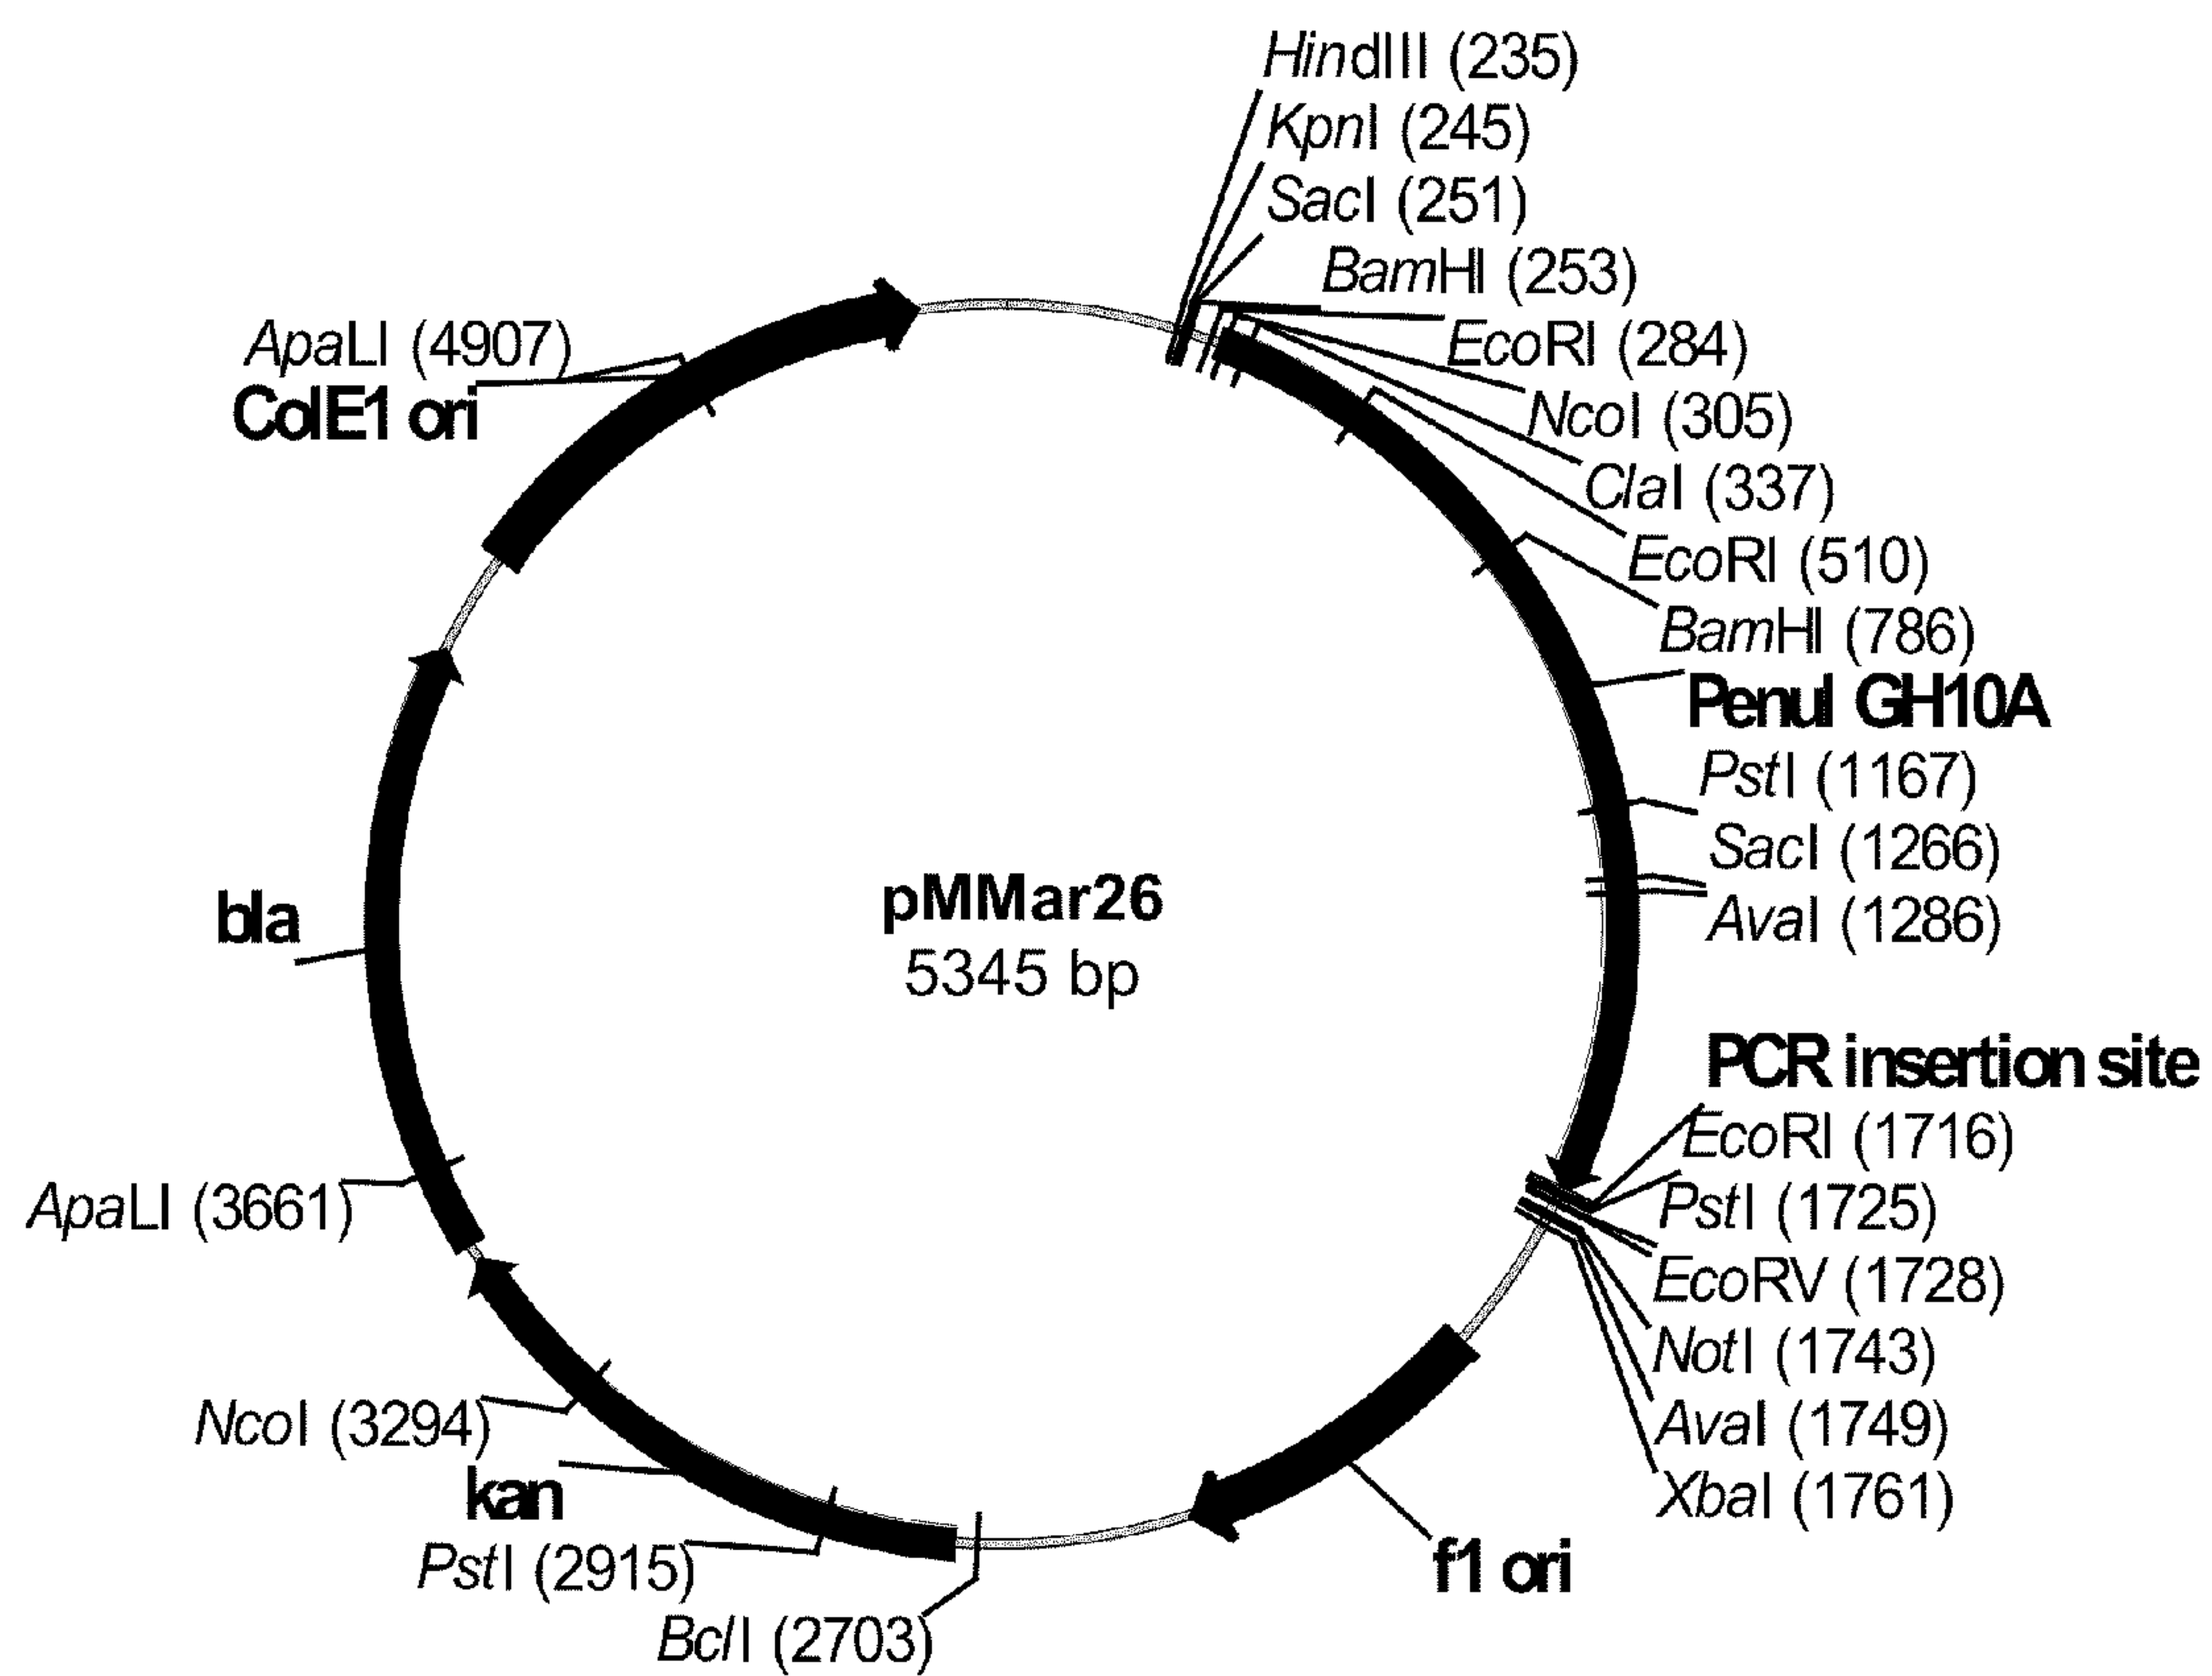 HindIII (235)
KpnI (245)
SacI (251)
BamHI (253)
EcoRI (284)
NcoI (305)
ClaI (337)
EcoRI (510)
BamHI (786)
Penul GH10A
PstI (1167)
SacI (1266)
AvaI (1286)
PCR insertion site
EcoRI (1716)
PstI (1725)
EcoRV (1728)
NotI (1743)
AvaI (1749)
XbaI (1761)
f1 ori
BclI (2703)
PstI (2915)
kan
NcoI (3294)
ApaLI (3661)
bla
ColE1 ori
ApaLI (4907)
pMMar26
5345 bp